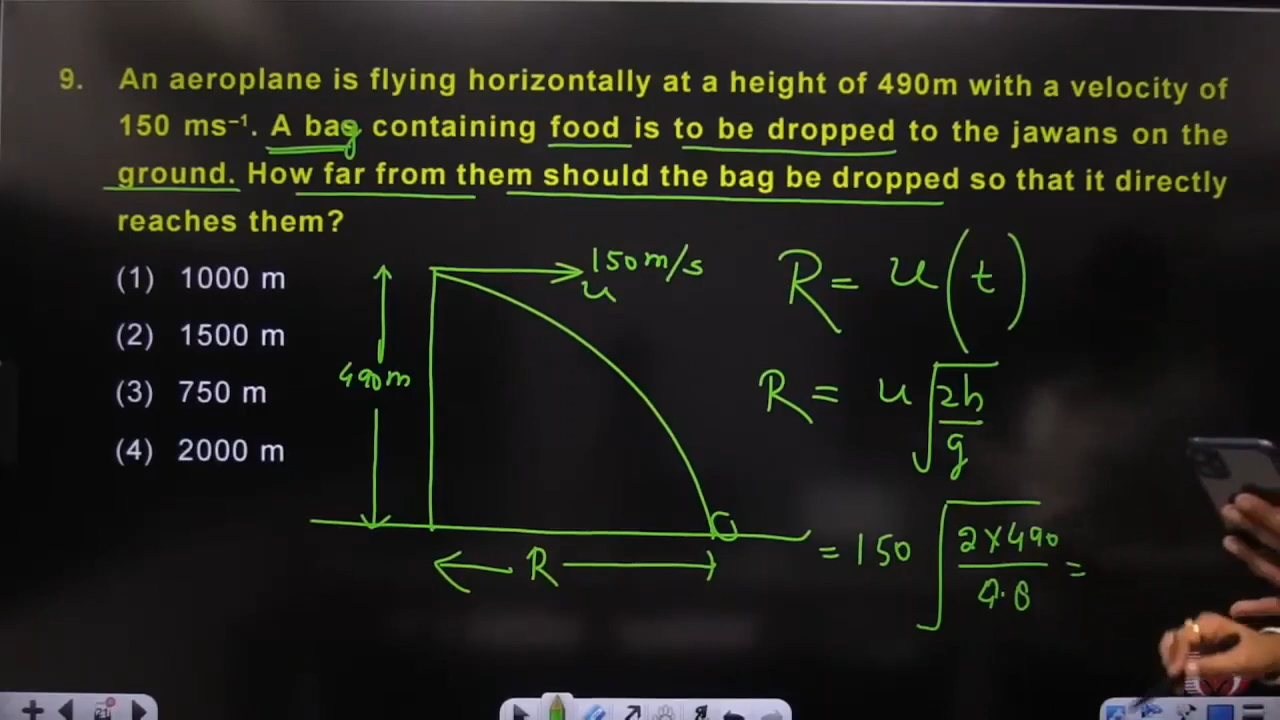 9. An aeroplane is flying horizontally at a height of 490m with a velocity of
150 ms⁻¹. A bag containing food is to be dropped to the jawans on the
ground. How far from them should the bag be dropped so that it directly
reaches them?
(1) 1000 m
(2) 1500 m
(3) 750 m
(4) 2000 m
150m/s
u
490m
R
R = u(t)
R = u√(2h/g)
= 150 √(2×490/9.8) =
21